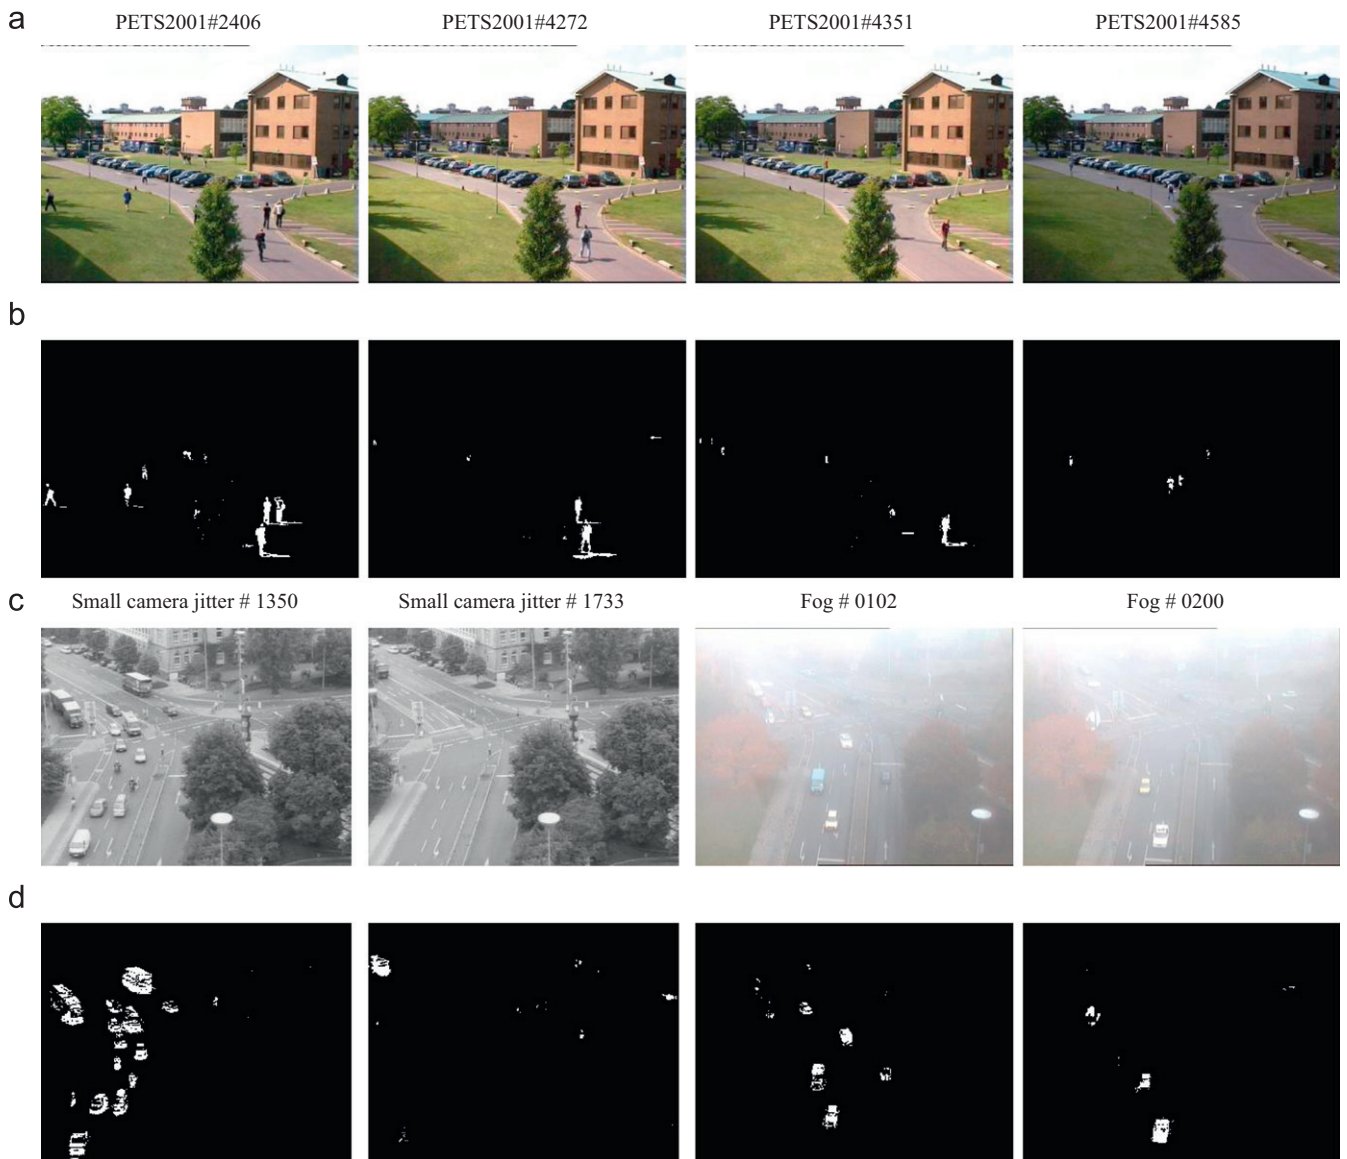 a
PETS2001#2406
PETS2001#4272
PETS2001#4351
PETS2001#4585
b
c
Small camera jitter # 1350
Small camera jitter # 1733
Fog # 0102
Fog # 0200
d